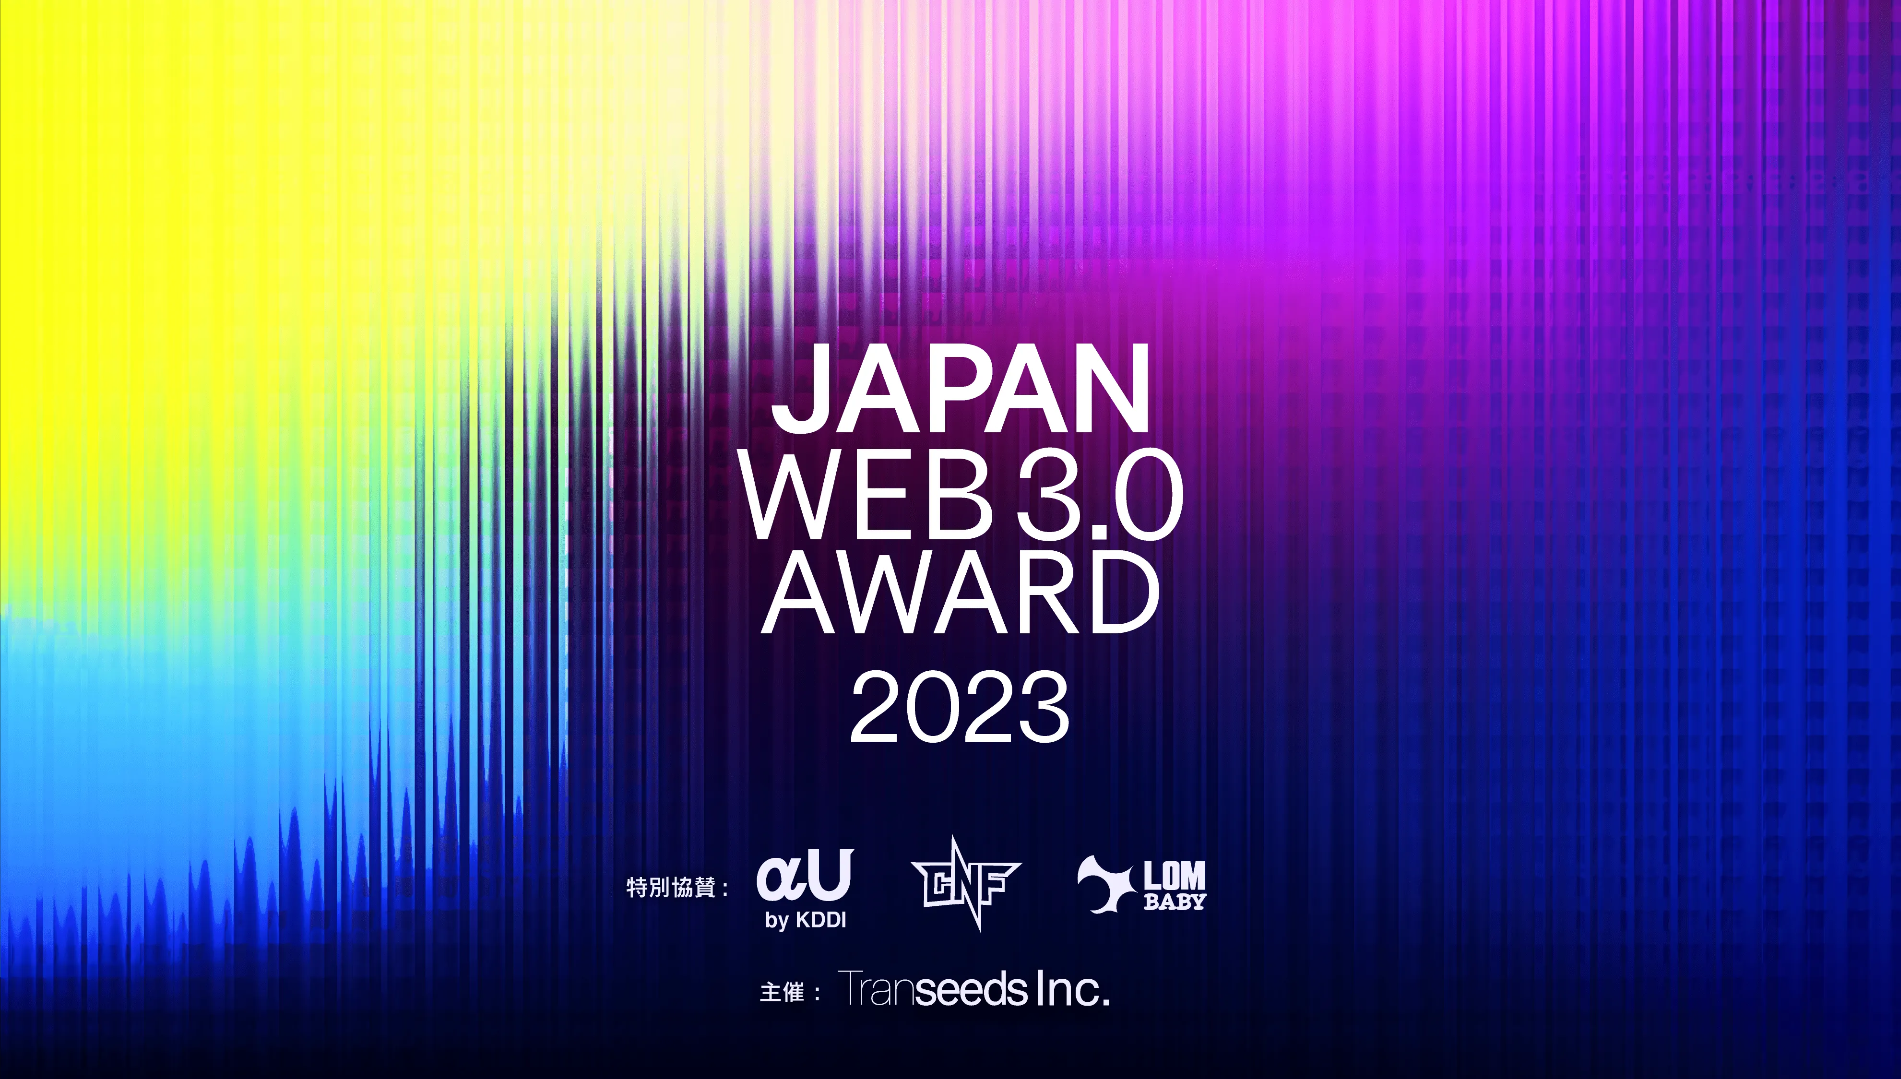 JAPAN
WEB 3.0
AWARD
2023
特別協賛 : αU by KDDI CNF LOM BABY
主催 : Transeeds Inc.